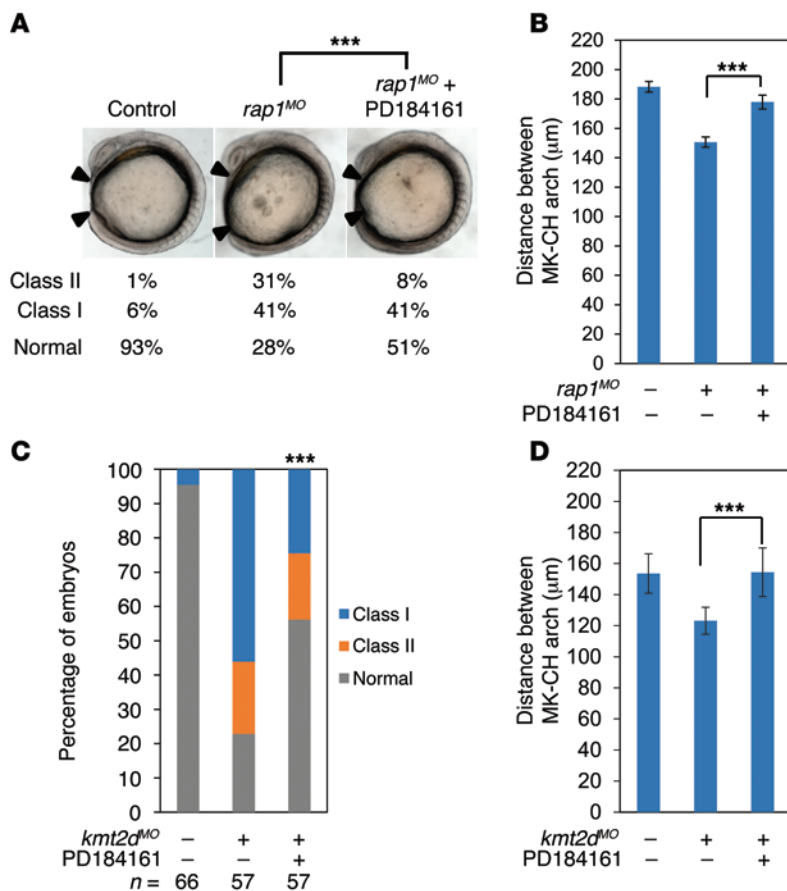 A
***
rap1MO
rap1MO +
Control
PD184161
Class II 1% 31% 8%
Class I 6% 41% 41%
Normal 93% 28% 51%
B
220
200
180
160
140
120
100
80
60
40
20
0
Distance between
MK-CH arch (μm)
***
rap1MO – + +
PD184161 – – +
C
100
90
80
70
60
50
40
30
20
10
0
Percentage of embryos
***
Class I
Class II
Normal
kmt2dMO – + +
PD184161 – – +
n = 66 57 57
D
220
200
180
160
140
120
100
80
60
40
20
0
Distance between
MK-CH arch (μm)
***
kmt2dMO – + +
PD184161 – – +